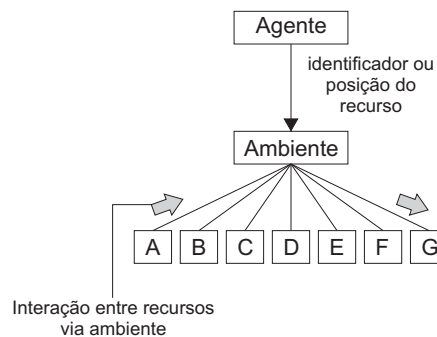 Agente
identificador ou
posição do
recurso
Ambiente
A B C D E F G
Interação entre recursos
via ambiente